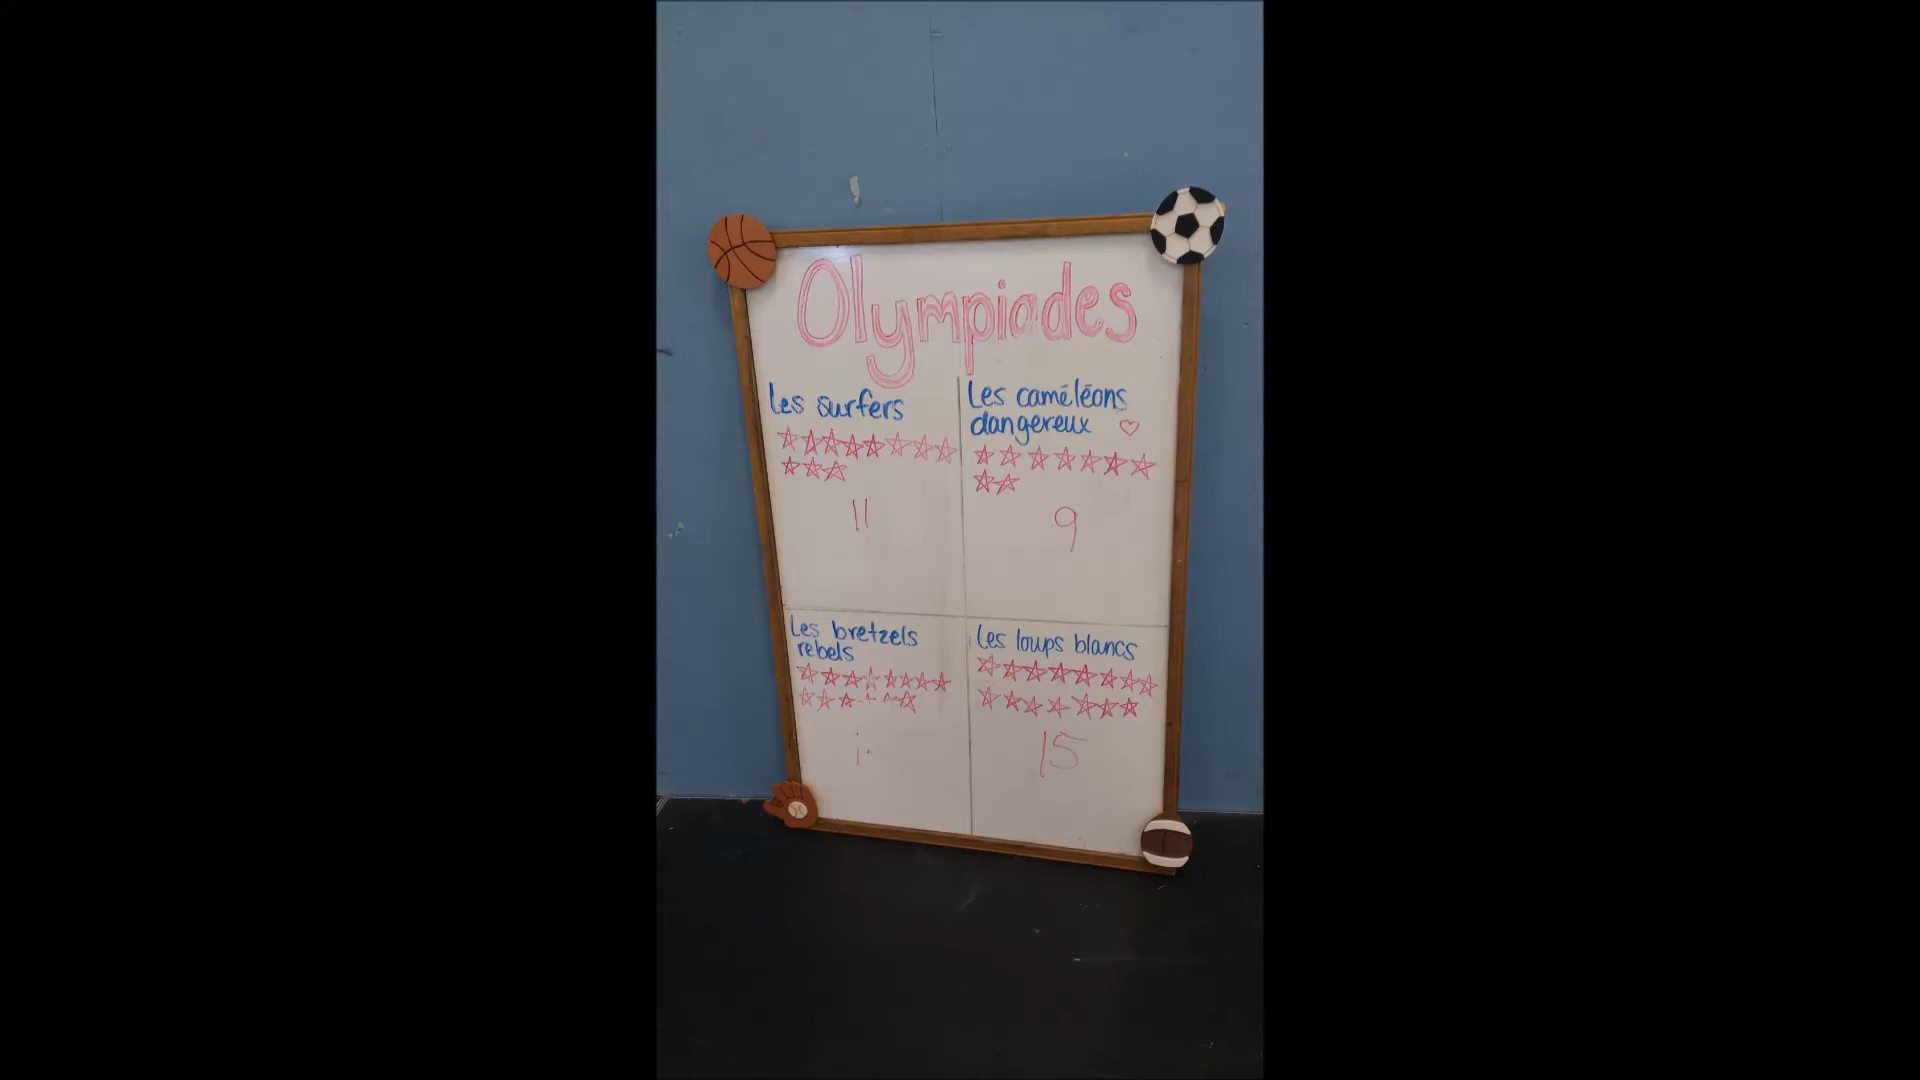 Olympiades
Les surfers
11
Les caméléons
dangereux
9
Les bretzels
rebels
Les loups blancs
15